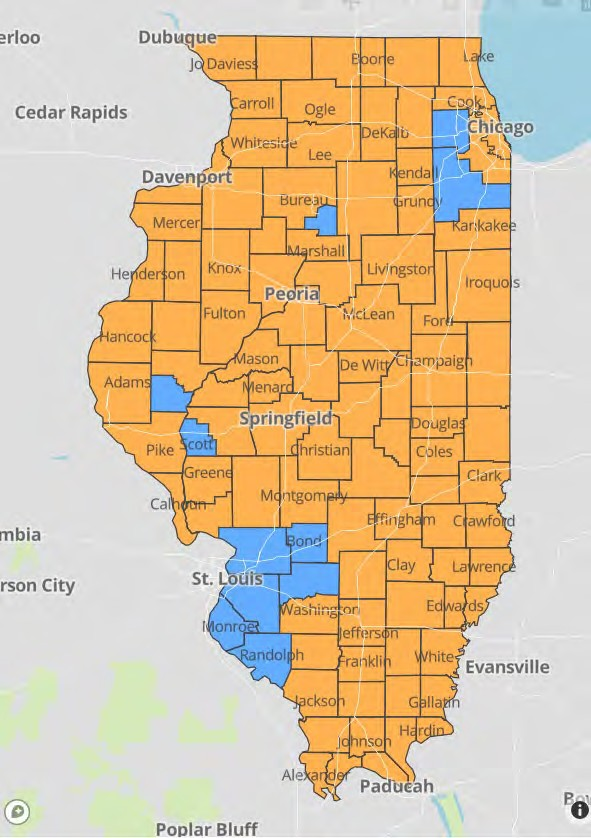 erloo
Dubuque
Jo Daviess
Boone
Lake
Carroll
Ogle
Cook
Cedar Rapids
DeKalb
Chicago
Whiteside
Lee
Davenport
Kendall
Bureau
Grundy
Mercer
Kankakee
Marshall
Henderson
Knox
Livingston
Iroquois
Peoria
Fulton
McLean
Ford
Hancock
Mason
De Witt
Champaign
Adams
Menard
Springfield
Douglas
Pike
Scott
Christian
Coles
Greene
Clark
Calhoun
Montgomery
Effingham
Crawford
mbia
Bond
Clay
Lawrence
rson City
St. Louis
Washington
Edwards
Monroe
Jefferson
Randolph
Franklin
White
Evansville
Jackson
Gallatin
Hardin
Johnson
Alexander
Paducah
Bo
Poplar Bluff